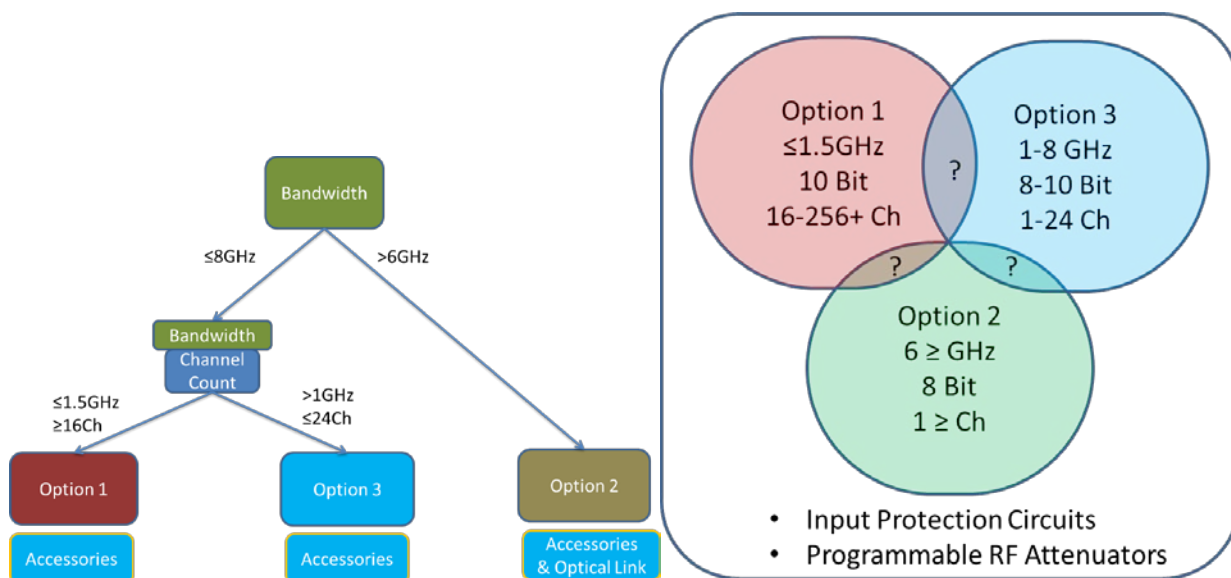 Bandwidth
≤8GHz
>6GHz
Bandwidth
Channel
Count
≤1.5GHz
≥16Ch
>1GHz
≤24Ch
Option 1
Option 3
Option 2
Accessories
Accessories
Accessories
& Optical Link
Option 1
≤1.5GHz
10 Bit
16-256+ Ch
Option 3
1-8 GHz
8-10 Bit
1-24 Ch
?
?
?
Option 2
6 ≥ GHz
8 Bit
1 ≥ Ch
• Input Protection Circuits
• Programmable RF Attenuators